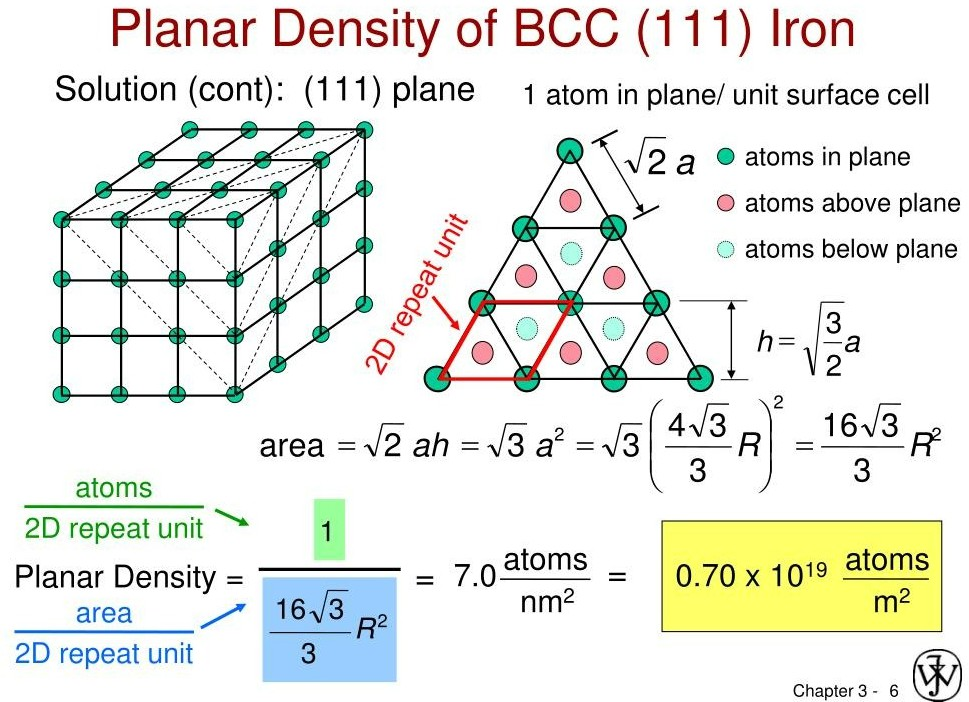 Planar Density of BCC (111) Iron
Solution (cont): (111) plane
1 atom in plane/ unit surface cell
√2 a
atoms in plane
atoms above plane
atoms below plane
2D repeat unit
h = √(3/2) a
area = √2 ah = √3 a² = √3 (4√3/3 R)² = 16√3/3 R²
atoms
2D repeat unit
1
Planar Density = = 7.0 atoms/nm² = 0.70 x 10¹⁹ atoms/m²
16√3/3 R²
area
2D repeat unit
Chapter 3 - 6